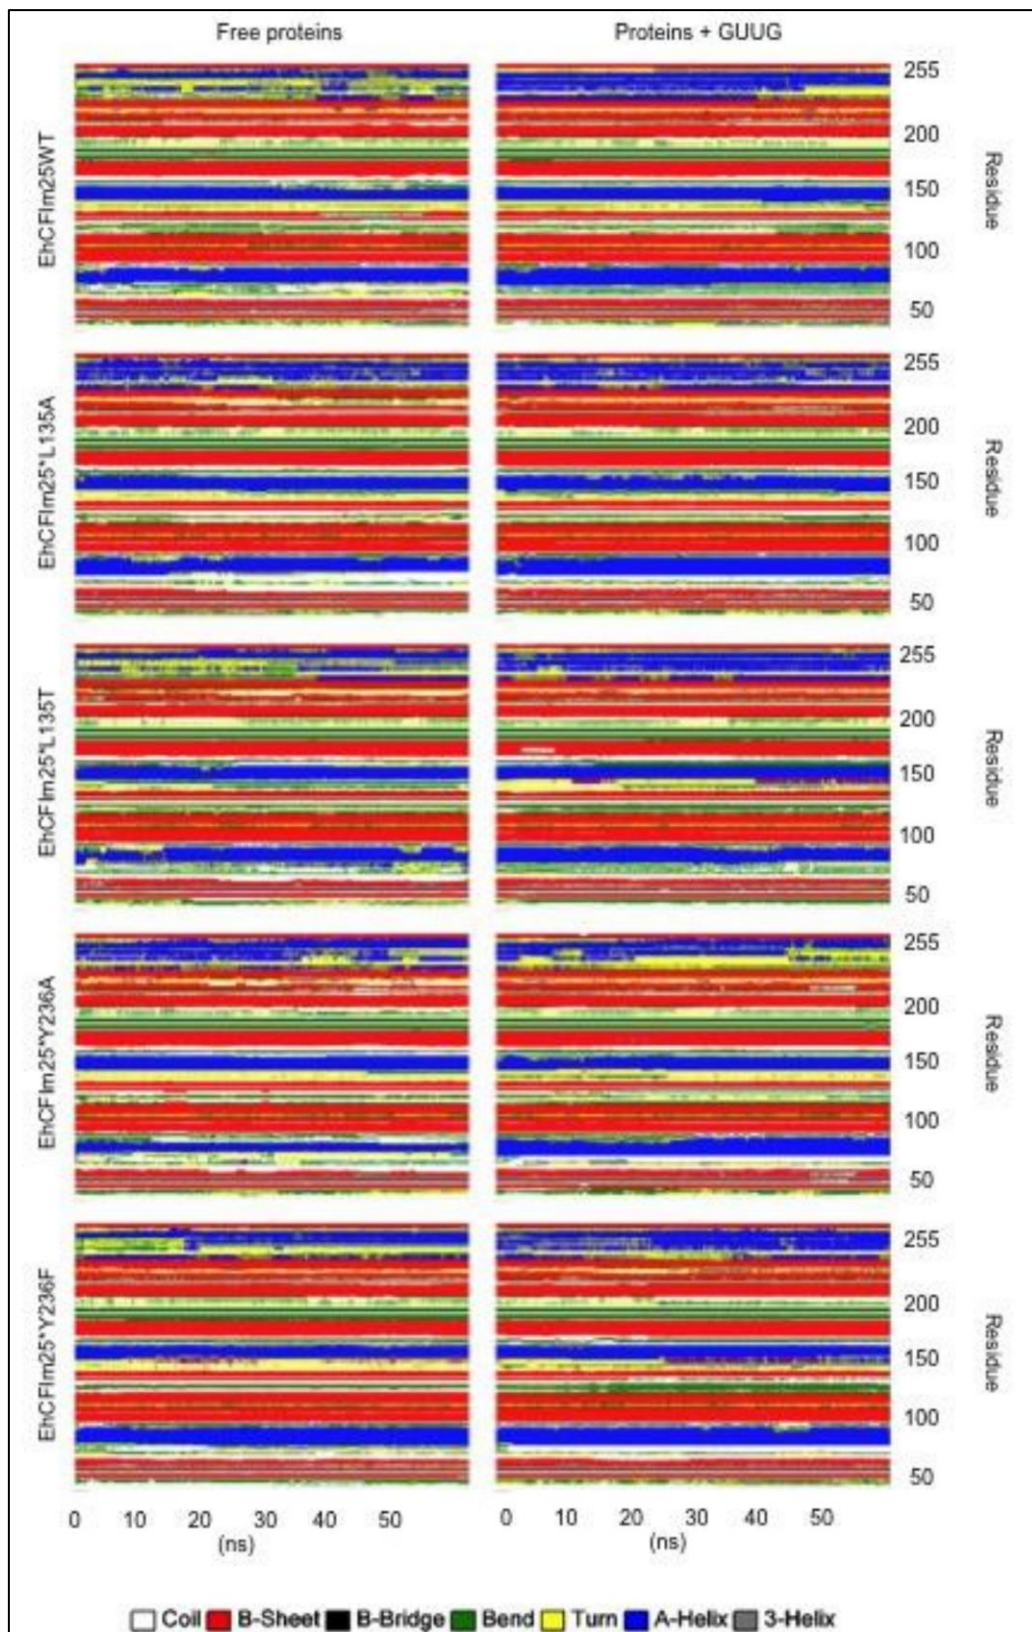 Free proteins Proteins + GUUG
EhCFIm25WT
255
200
150
100
50
Residue
EhCFIm25*L135A
255
200
150
100
50
Residue
EhCFIm25*L135T
255
200
150
100
50
Residue
EhCFIm25*Y236A
255
200
150
100
50
Residue
EhCFIm25*Y236F
255
200
150
100
50
Residue
0 10 20 30 40 50 0 10 20 30 40 50
(ns) (ns)
Coil B-Sheet B-Bridge Bend Turn A-Helix 3-Helix